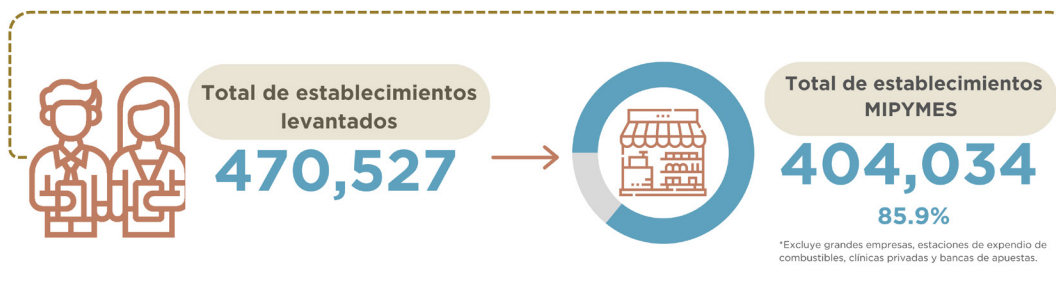 Total de establecimientos
levantados
470,527
Total de establecimientos
MIPYMES
404,034
85.9%
*Excluye grandes empresas, estaciones de expendio de
combustibles, clínicas privadas y bancas de apuestas.